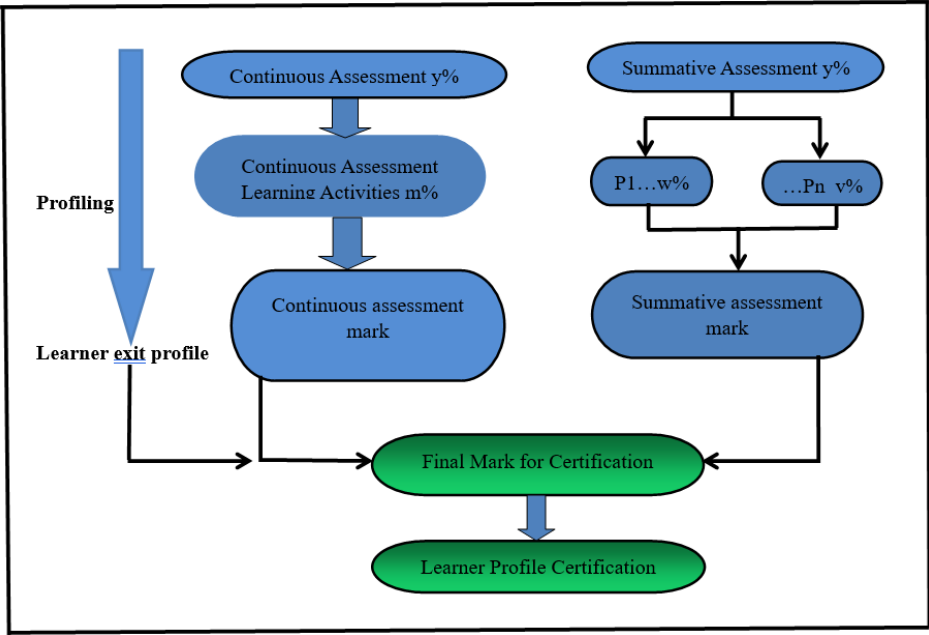 Continuous Assessment y%
Summative Assessment y%
Continuous Assessment
Learning Activities m%
P1…w%
…Pn v%
Profiling
Continuous assessment
mark
Summative assessment
mark
Learner exit profile
Final Mark for Certification
Learner Profile Certification